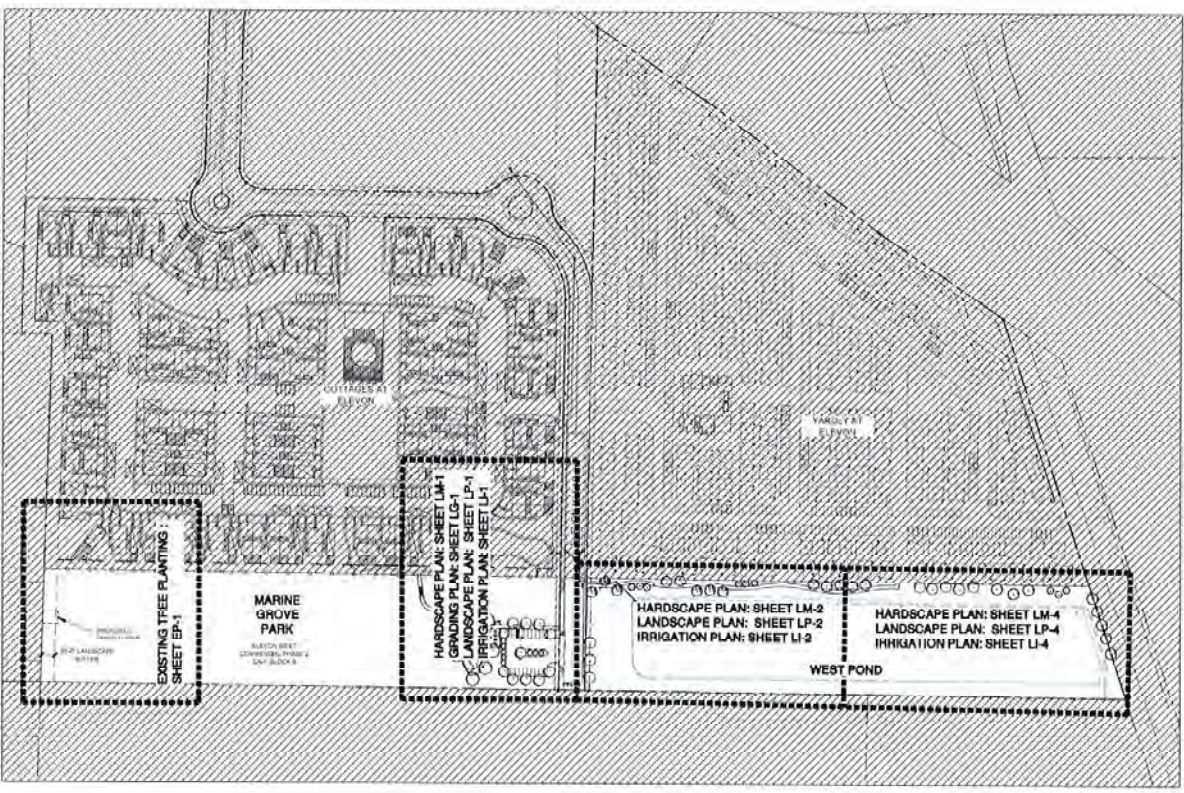 COTTAGES AT
ELEVON
YARDLEY AT
ELEVON
EXISTING TREE PLANTING :
SHEET EP-1
MARINE
GROVE
PARK
HARDSCAPE PLAN: SHEET LM-1
GRADING PLAN: SHEET LG-1
LANDSCAPE PLAN: SHEET LP-1
IRRIGATION PLAN: SHEET LI-1
HARDSCAPE PLAN: SHEET LM-2
LANDSCAPE PLAN: SHEET LP-2
IRRIGATION PLAN: SHEET LI-2
HARDSCAPE PLAN: SHEET LM-4
LANDSCAPE PLAN: SHEET LP-4
IRRIGATION PLAN: SHEET LI-4
WEST POND